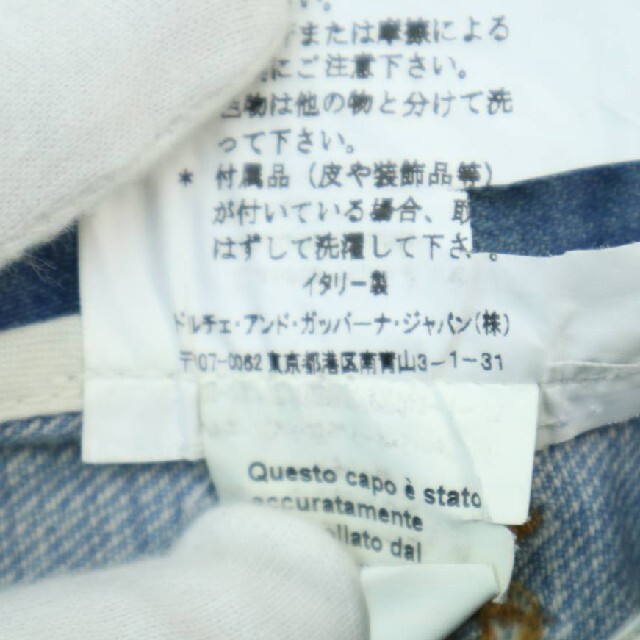 または摩擦による
にご注意下さい。
物は他の物と分けて洗
って下さい。
* 付属品（皮や装飾品等）
が付いている場合、取
はずして洗濯して下さ 。
イタリー製
ドルチェ・アンド・ガッバーナ・ジャパン(株)
〒07-0062 東京都港区南青山3-1-31
Questo capo è stato
accuratamente
llato dal